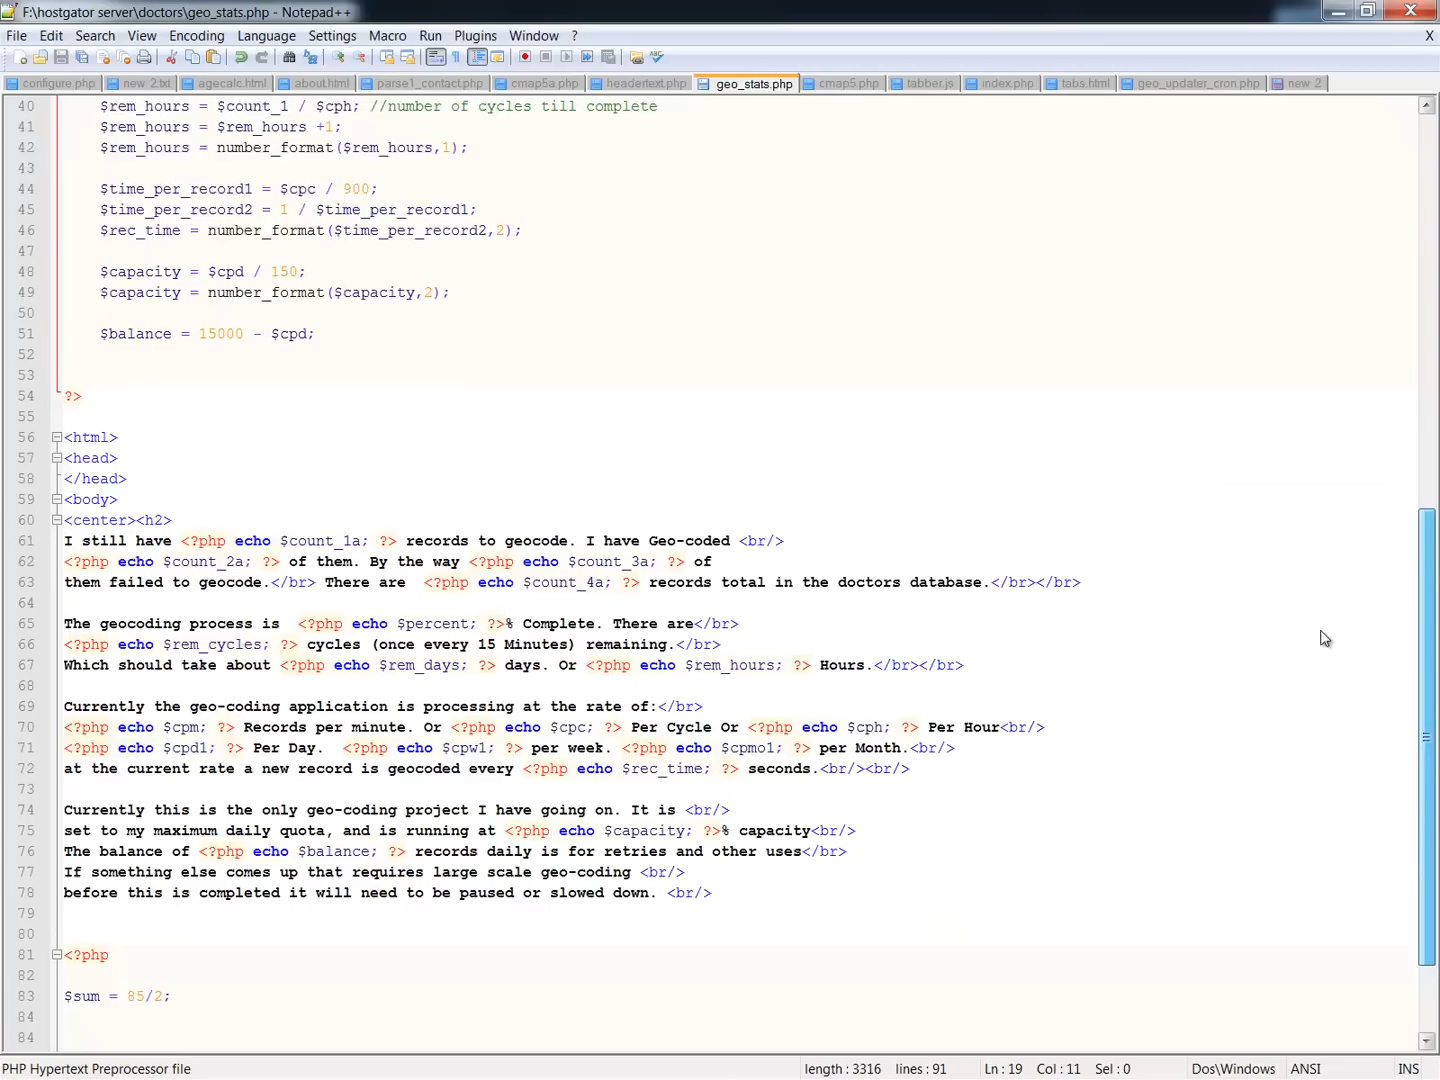 F:\hostgator server\doctors\geo_stats.php - Notepad++
File Edit Search View Encoding Language Settings Macro Run Plugins Window ? X
configure.php new 2.txt agecalc.html about.html parse1_contact.php cmap5a.php headertext.php geo_stats.php cmap5.php tabber.js index.php tabs.html geo_updater_cron.php new 2
40 $rem_hours = $count_1 / $cph; //number of cycles till complete
41 $rem_hours = $rem_hours +1;
42 $rem_hours = number_format($rem_hours,1);
43
44 $time_per_record1 = $cpc / 900;
45 $time_per_record2 = 1 / $time_per_record1;
46 $rec_time = number_format($time_per_record2,2);
47
48 $capacity = $cpd / 150;
49 $capacity = number_format($capacity,2);
50
51 $balance = 15000 - $cpd;
52
53
54 ?>
55
56 <html>
57 <head>
58 </head>
59 <body>
60 <center><h2>
61 I still have <?php echo $count_1a; ?> records to geocode. I have Geo-coded <br/>
62 <?php echo $count_2a; ?> of them. By the way <?php echo $count_3a; ?> of
63 them failed to geocode.</br> There are <?php echo $count_4a; ?> records total in the doctors database.</br></br>
64
65 The geocoding process is <?php echo $percent; ?>% Complete. There are</br>
66 <?php echo $rem_cycles; ?> cycles (once every 15 Minutes) remaining.</br>
67 Which should take about <?php echo $rem_days; ?> days. Or <?php echo $rem_hours; ?> Hours.</br></br>
68
69 Currently the geo-coding application is processing at the rate of:</br>
70 <?php echo $cpm; ?> Records per minute. Or <?php echo $cpc; ?> Per Cycle Or <?php echo $cph; ?> Per Hour<br/>
71 <?php echo $cpd1; ?> Per Day. <?php echo $cpw1; ?> per week. <?php echo $cpmo1; ?> per Month.<br/>
72 at the current rate a new record is geocoded every <?php echo $rec_time; ?> seconds.<br/><br/>
73
74 Currently this is the only geo-coding project I have going on. It is <br/>
75 set to my maximum daily quota, and is running at <?php echo $capacity; ?>% capacity<br/>
76 The balance of <?php echo $balance; ?> records daily is for retries and other uses</br>
77 If something else comes up that requires large scale geo-coding <br/>
78 before this is completed it will need to be paused or slowed down. <br/>
79
80
81 <?php
82
83 $sum = 85/2;
84
84
PHP Hypertext Preprocessor file length : 3316 lines : 91 Ln : 19 Col : 11 Sel : 0 Dos\Windows ANSI INS